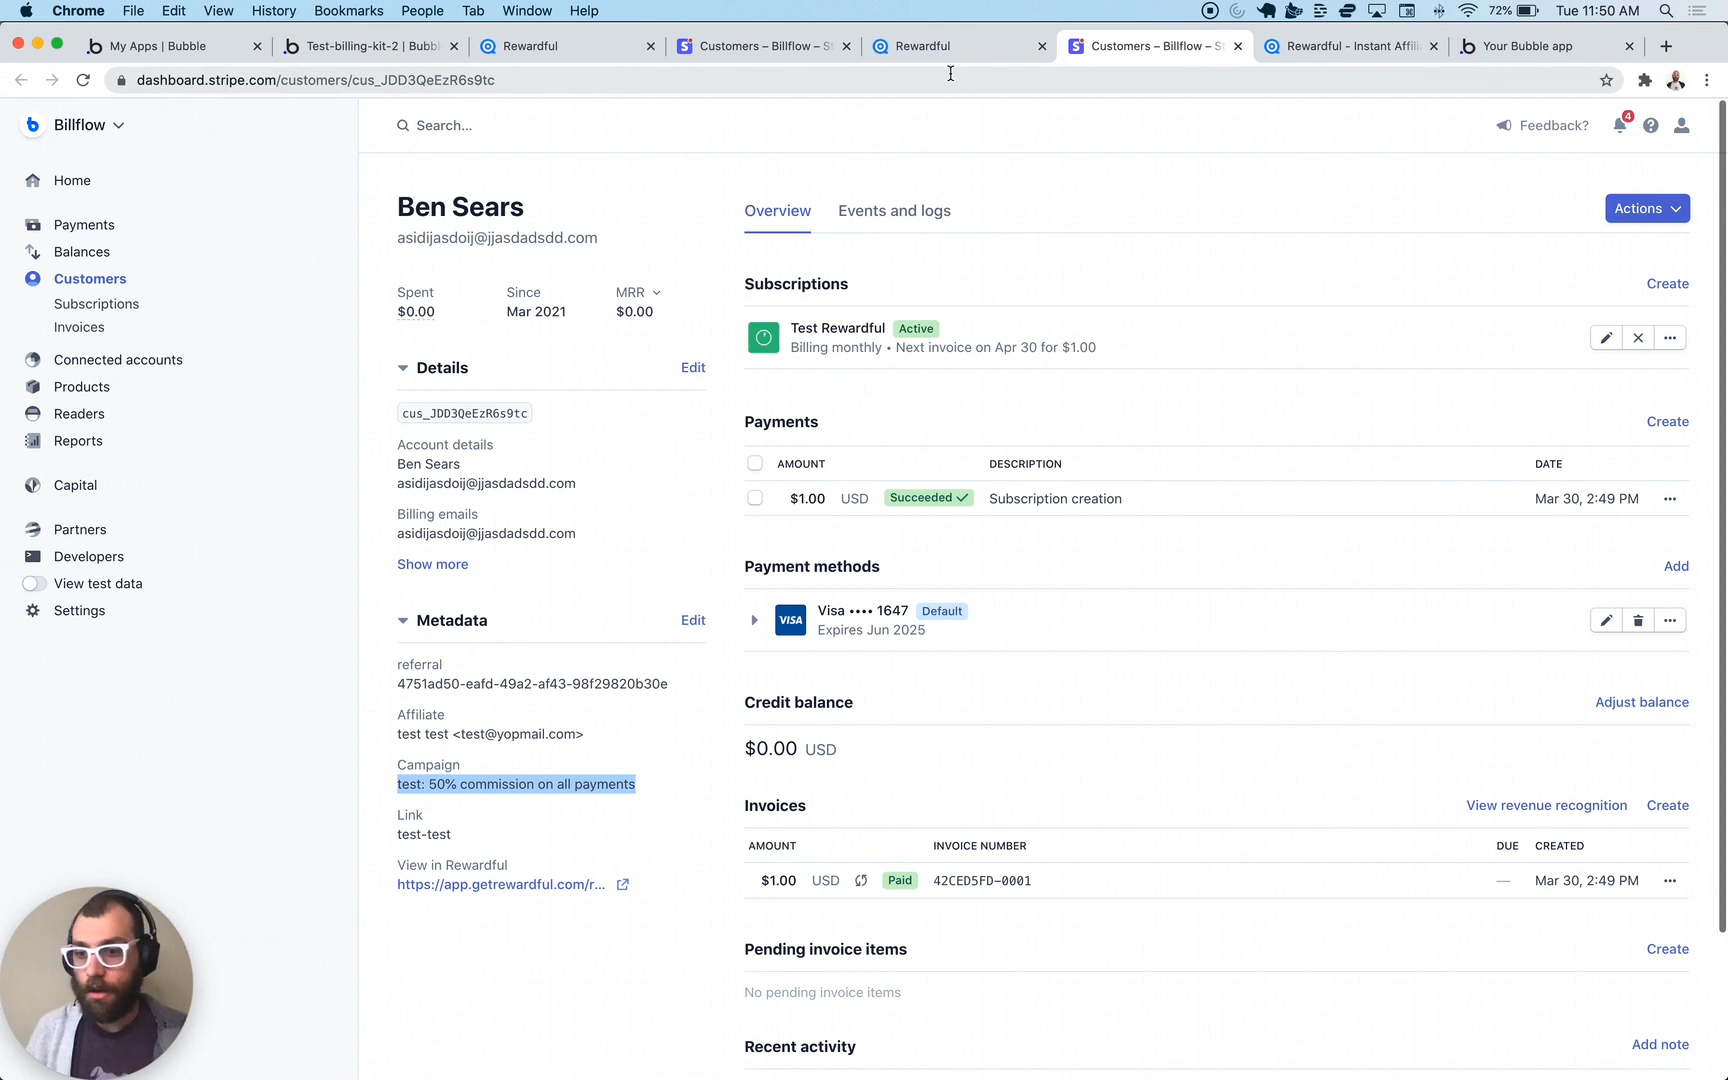 Chrome File Edit View History Bookmarks People Tab Window Help
72% Tue 11:50 AM
My Apps | Bubble
Test-billing-kit-2 | Bubbl
Rewardful
Customers – Billflow – St
Rewardful
Customers – Billflow – St
Rewardful - Instant Affili
Your Bubble app
dashboard.stripe.com/customers/cus_JDD3QeEzR6s9tc
Billflow
Search...
Feedback?
4
Home
Payments
Balances
Customers
Subscriptions
Invoices
Connected accounts
Products
Readers
Reports
Capital
Partners
Developers
View test data
Settings
Ben Sears
asidijasdoij@jjasdadsdd.com
Spent Since MRR
$0.00 Mar 2021 $0.00
Details Edit
cus_JDD3QeEzR6s9tc
Account details
Ben Sears
asidijasdoij@jjasdadsdd.com
Billing emails
asidijasdoij@jjasdadsdd.com
Show more
Metadata Edit
referral
4751ad50-eafd-49a2-af43-98f29820b30e
Affiliate
test test <test@yopmail.com>
Campaign
test: 50% commission on all payments
Link
test-test
View in Rewardful
https://app.getrewardful.com/r...
Overview Events and logs Actions
Subscriptions Create
Test Rewardful Active
Billing monthly • Next invoice on Apr 30 for $1.00
Payments Create
AMOUNT DESCRIPTION DATE
$1.00 USD Succeeded Subscription creation Mar 30, 2:49 PM
Payment methods Add
VISA Visa •••• 1647 Default
Expires Jun 2025
Credit balance Adjust balance
$0.00 USD
Invoices View revenue recognition Create
AMOUNT INVOICE NUMBER DUE CREATED
$1.00 USD Paid 42CED5FD–0001 — Mar 30, 2:49 PM
Pending invoice items Create
No pending invoice items
Recent activity Add note